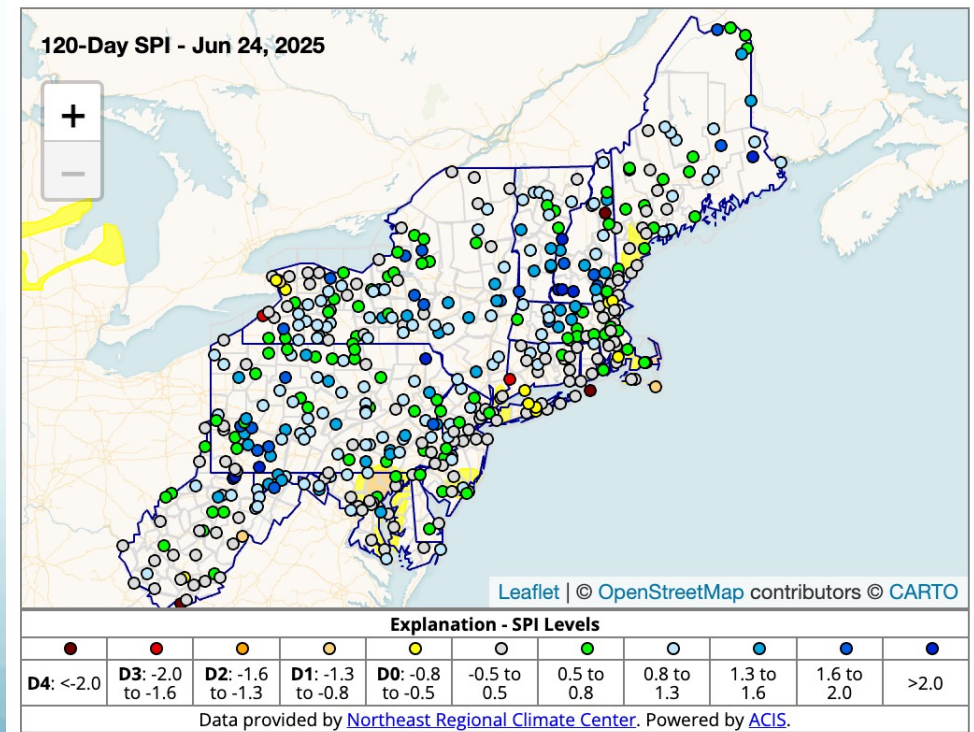 120-Day SPI - Jun 24, 2025
+
−
Leaflet | © OpenStreetMap contributors © CARTO
Explanation - SPI Levels
D4: <-2.0
D3: -2.0
to -1.6
D2: -1.6
to -1.3
D1: -1.3
to -0.8
D0: -0.8
to -0.5
-0.5 to
0.5
0.5 to
0.8
0.8 to
1.3
1.3 to
1.6
1.6 to
2.0
>2.0
Data provided by Northeast Regional Climate Center. Powered by ACIS.